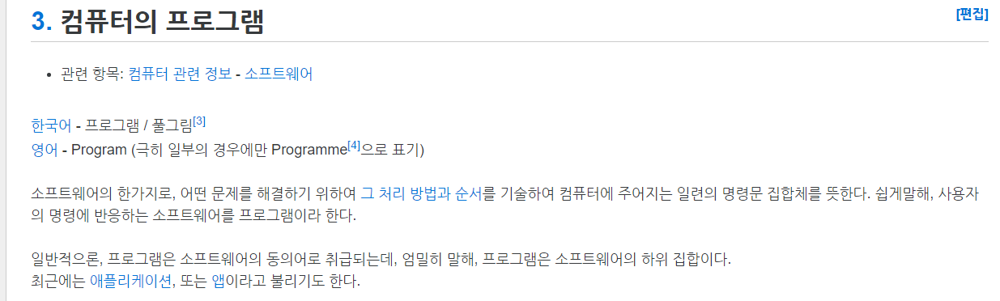 3. 컴퓨터의 프로그램
[편집]
• 관련 항목: 컴퓨터 관련 정보 - 소프트웨어
한국어 - 프로그램 / 풀그림[3]
영어 - Program (극히 일부의 경우에만 Programme[4]으로 표기)
소프트웨어의 한가지로, 어떤 문제를 해결하기 위하여 그 처리 방법과 순서를 기술하여 컴퓨터에 주어지는 일련의 명령문 집합체를 뜻한다. 쉽게말해, 사용자
의 명령에 반응하는 소프트웨어를 프로그램이라 한다.
일반적으론, 프로그램은 소프트웨어의 동의어로 취급되는데, 엄밀히 말해, 프로그램은 소프트웨어의 하위 집합이다.
최근에는 애플리케이션, 또는 앱이라고 불리기도 한다.